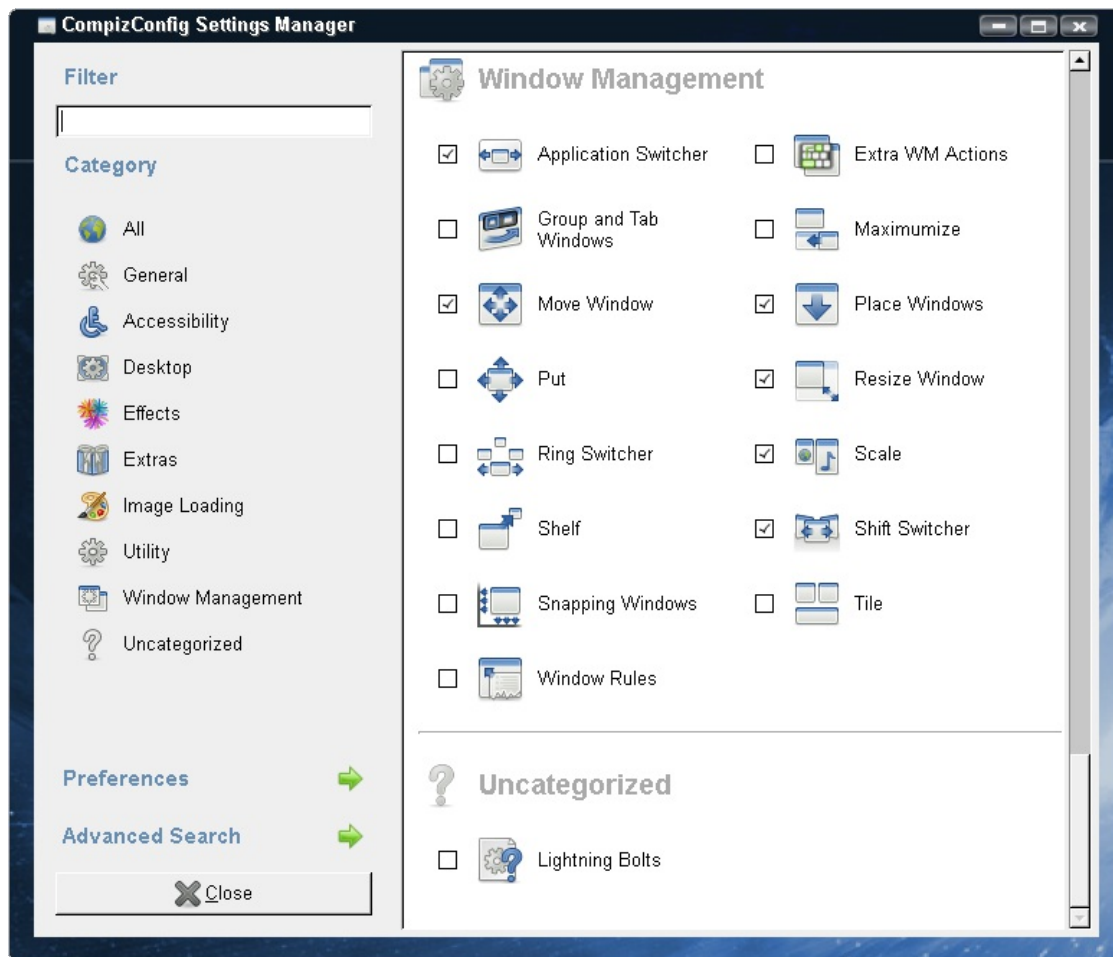 CompizConfig Settings Manager
Filter
Category
All
General
Accessibility
Desktop
Effects
Extras
Image Loading
Utility
Window Management
Uncategorized
Preferences
Advanced Search
Close
Window Management
Application Switcher
Extra WM Actions
Group and Tab
Windows
Maximumize
Move Window
Place Windows
Put
Resize Window
Ring Switcher
Scale
Shelf
Shift Switcher
Snapping Windows
Tile
Window Rules
Uncategorized
Lightning Bolts